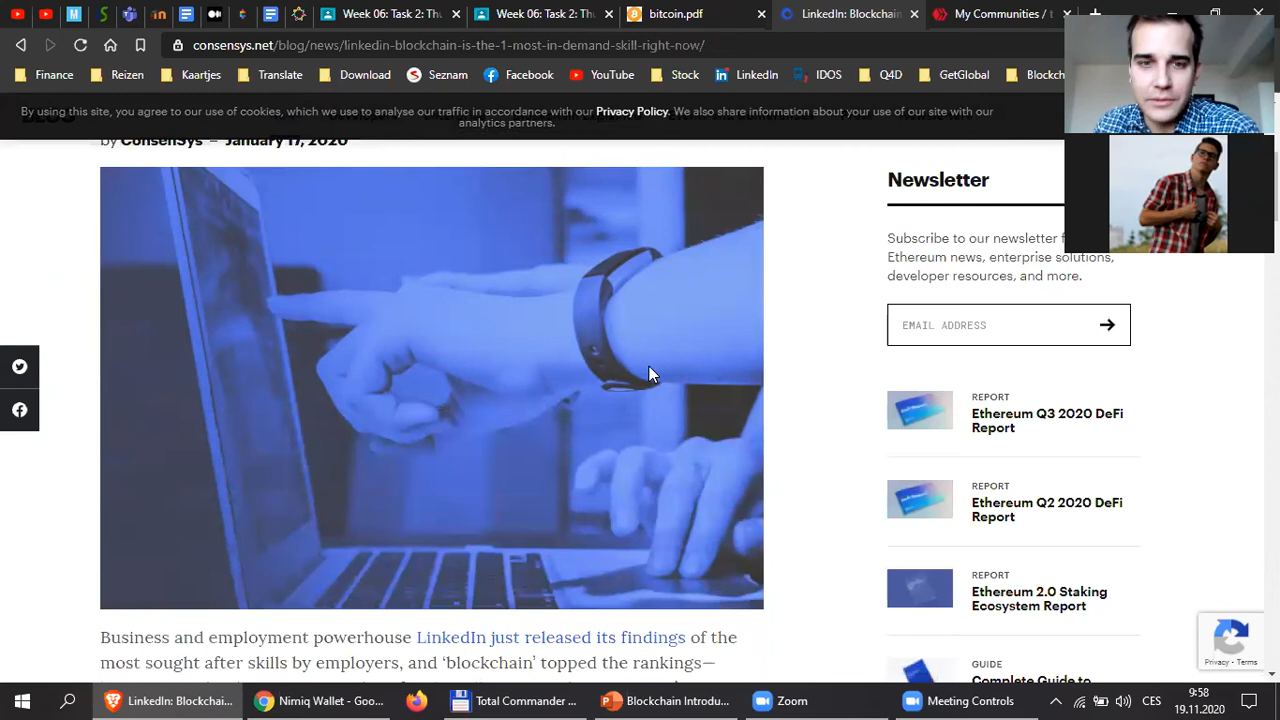 Week 06: Task 2: Th
Week 06: Task 2: Th
bitcoin.pdf
LinkedIn: Blockchain
My Communities /
consensys.net/blog/news/linkedin-blockchain-is-the-1-most-in-demand-skill-right-now/
Finance
Reizen
Kaartjes
Translate
Download
Steam
Facebook
YouTube
Stock
LinkedIn
IDOS
Q4D
GetGlobal
Blockch
By using this site, you agree to our use of cookies, which we use to analyse our traffic in accordance with our Privacy Policy. We also share information about your use of our site with our
analytics partners.
by ConsenSys – January 17, 2020
Newsletter
Subscribe to our newsletter f
Ethereum news, enterprise solutions,
developer resources, and more.
EMAIL ADDRESS
REPORT
Ethereum Q3 2020 DeFi
Report
REPORT
Ethereum Q2 2020 DeFi
Report
REPORT
Ethereum 2.0 Staking
Ecosystem Report
GUIDE
Complete Guide to
Business and employment powerhouse LinkedIn just released its findings of the
most sought after skills by employers, and ‘blockchain’ topped the rankings—
Privacy - Terms
LinkedIn: Blockchai...
Nimiq Wallet - Goo...
Total Commander ...
Blockchain Introdu...
Zoom
Meeting Controls
CES
9:58
19.11.2020